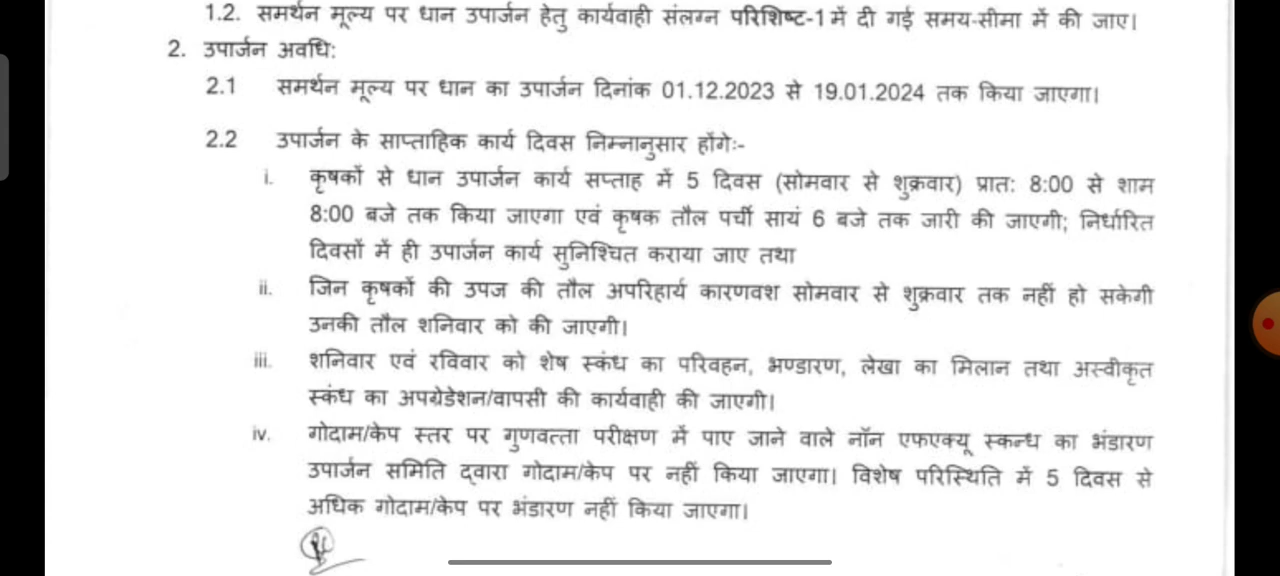 1.2. समर्थन मूल्य पर धान उपार्जन हेतु कार्यवाही संलग्न परिशिष्ट-1 में दी गई समय-सीमा में की जाए।
2. उपार्जन अवधि:
2.1 समर्थन मूल्य पर धान का उपार्जन दिनांक 01.12.2023 से 19.01.2024 तक किया जाएगा।
2.2 उपार्जन के साप्ताहिक कार्य दिवस निम्नानुसार होंगेः-
i. कृषकों से धान उपार्जन कार्य सप्ताह में 5 दिवस (सोमवार से शुक्रवार) प्रात: 8:00 से शाम
8:00 बजे तक किया जाएगा एवं कृषक तौल पर्ची सायं 6 बजे तक जारी की जाएगी; निर्धारित
दिवसों में ही उपार्जन कार्य सुनिश्चित कराया जाए तथा
ii. जिन कृषकों की उपज की तौल अपरिहार्य कारणवश सोमवार से शुक्रवार तक नहीं हो सकेगी
उनकी तौल शनिवार को की जाएगी।
iii. शनिवार एवं रविवार को शेष स्कंध का परिवहन, भण्डारण, लेखा का मिलान तथा अस्वीकृत
स्कंध का अपग्रेडेशन/वापसी की कार्यवाही की जाएगी।
iv. गोदाम/केप स्तर पर गुणवत्ता परीक्षण में पाए जाने वाले नॉन एफएक्यू स्कन्ध का भंडारण
उपार्जन समिति द्वारा गोदाम/केप पर नहीं किया जाएगा। विशेष परिस्थिति में 5 दिवस से
अधिक गोदाम/केप पर भंडारण नहीं किया जाएगा।